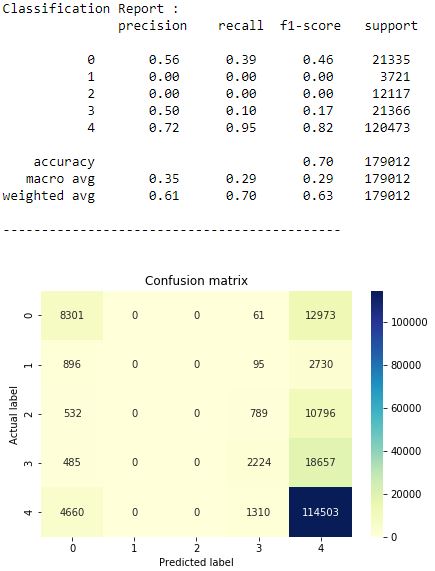 Classification Report :
precision recall f1-score support
0 0.56 0.39 0.46 21335
1 0.00 0.00 0.00 3721
2 0.00 0.00 0.00 12117
3 0.50 0.10 0.17 21366
4 0.72 0.95 0.82 120473
accuracy 0.70 179012
macro avg 0.35 0.29 0.29 179012
weighted avg 0.61 0.70 0.63 179012
-------------------------------------------
Confusion matrix
Actual label
0 8301 0 0 61 12973
1 896 0 0 95 2730
2 532 0 0 789 10796
3 485 0 0 2224 18657
4 4660 0 0 1310 114503
0 1 2 3 4
Predicted label
100000
80000
60000
40000
20000
0